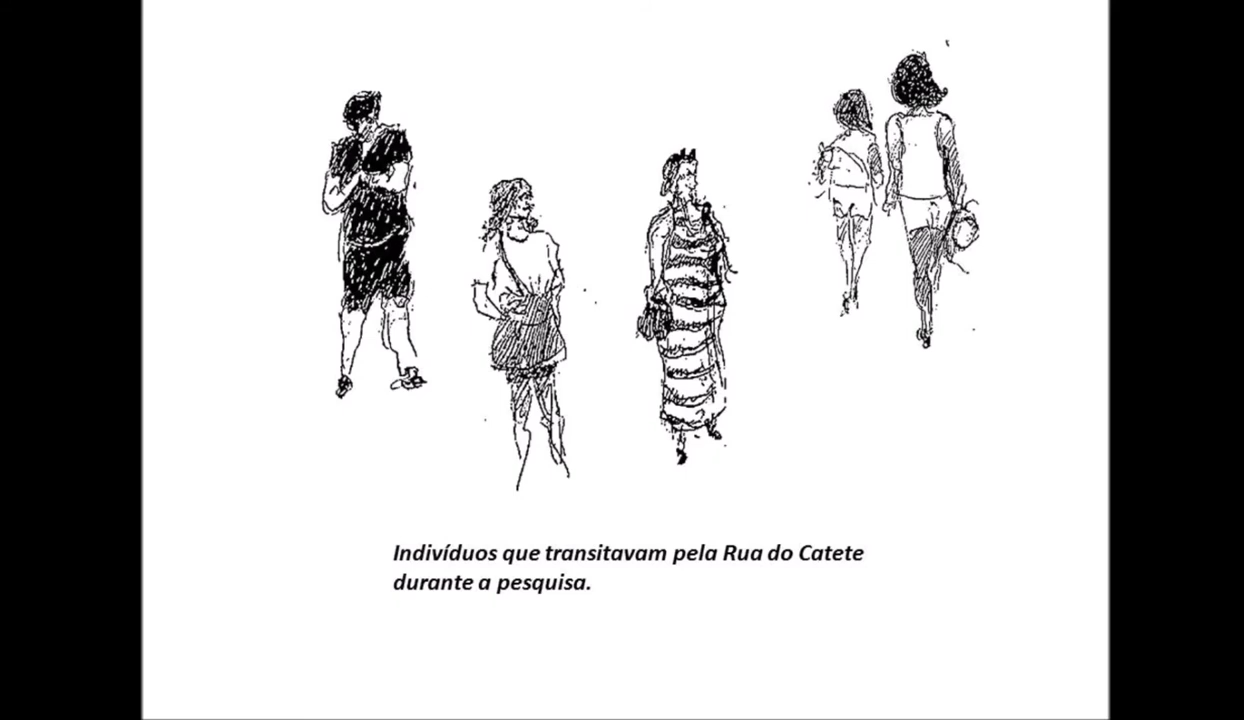 Indivíduos que transitavam pela Rua do Catete
durante a pesquisa.